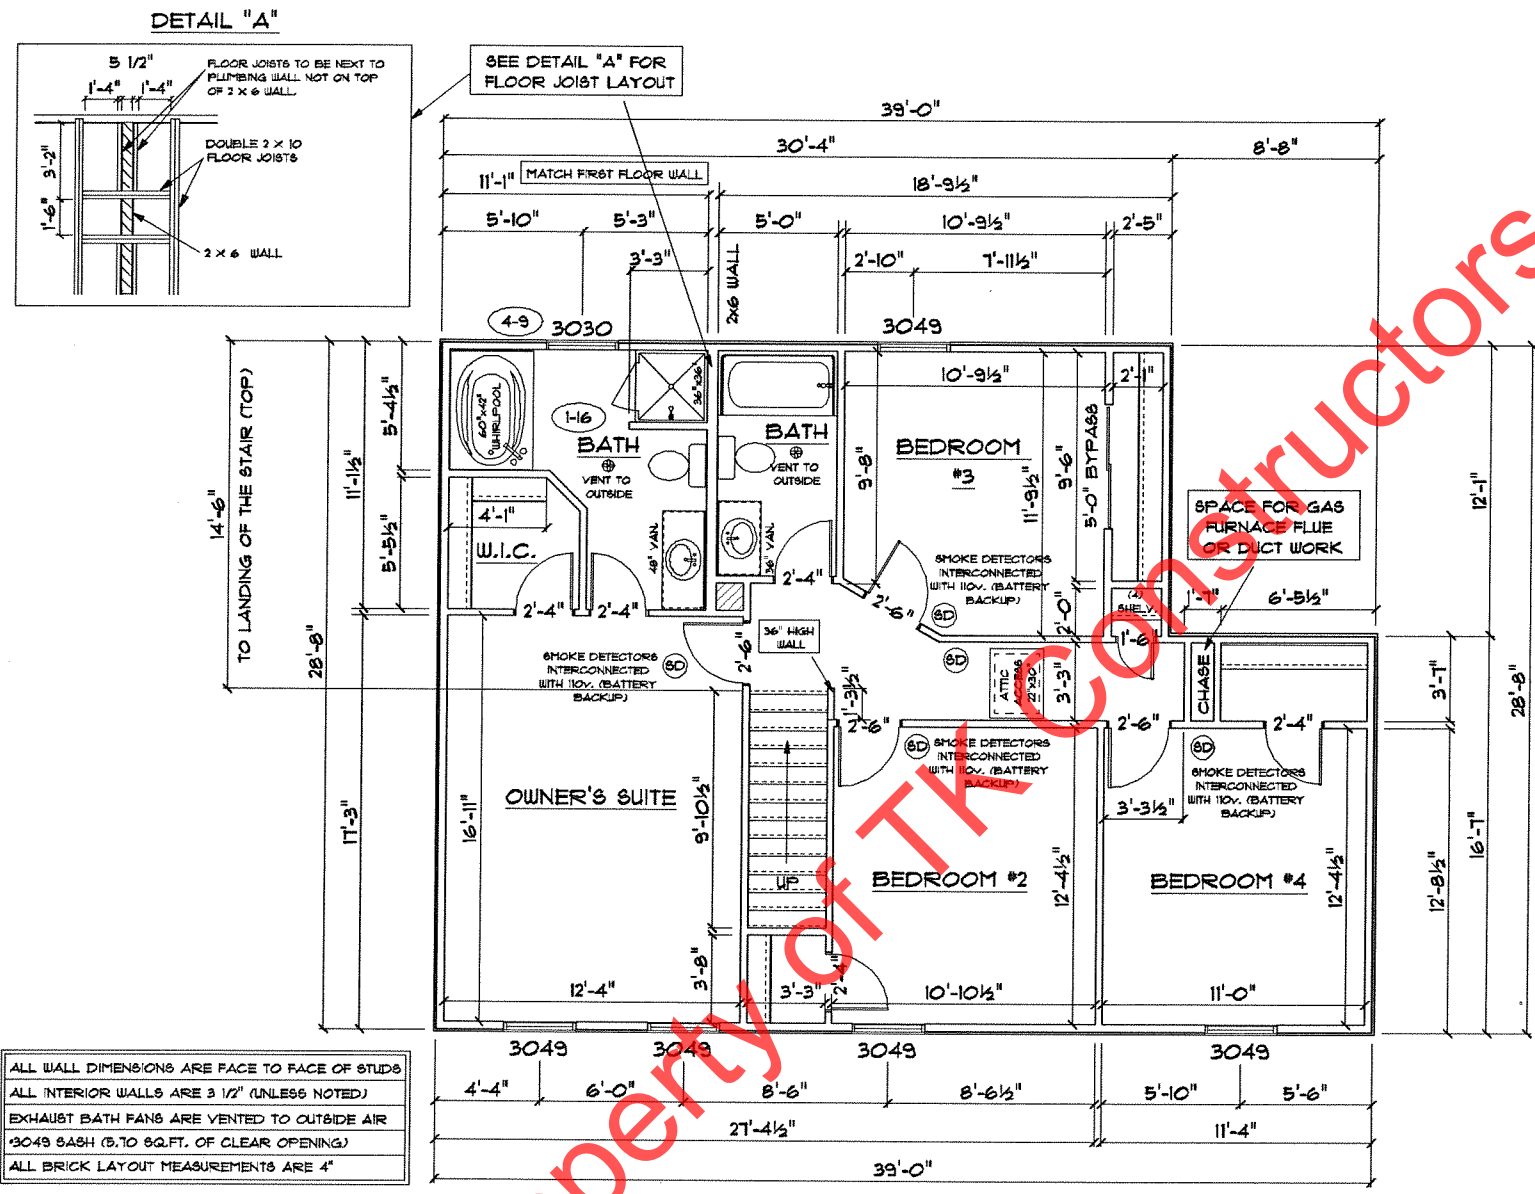 DETAIL "A"
5 1/2"
1'-4" 1'-4"
FLOOR JOISTS TO BE NEXT TO
PLUMBING WALL NOT ON TOP
OF 2 X 6 WALL
DOUBLE 2 X 10
FLOOR JOISTS
3'-2"
1'-6"
2 X 6 WALL
SEE DETAIL "A" FOR
FLOOR JOIST LAYOUT
39'-0"
30'-4" 8'-8"
11'-1" MATCH FIRST FLOOR WALL 18'-9½"
5'-10" 5'-3" 5'-0" 10'-9½" 2'-5"
3'-3" 2'-10" 7'-11½"
2x6 WALL
4-9 3030 3049
TO LANDING OF THE STAIR (TOP)
14'-6"
28'-8"
11'-11½"
17'-3"
5'-4½"
5'-5½"
60"x42"
WHIRLPOOL
36"x36"
1-16
BATH
VENT TO
OUTSIDE
BATH
VENT TO
OUTSIDE
4'-1"
W.I.C.
48" VAN.
36" VAN.
2'-4" 2'-4" 2'-4"
10'-9½" 2'-1"
BEDROOM
#3
9'-8"
11'-9½"
9'-6"
5'-0" BYPASS
SMOKE DETECTORS
INTERCONNECTED
WITH 110V. (BATTERY
BACKUP)
SD
2'-6"
2'-0"
(4)
SHELV.
1'-6"
SPACE FOR GAS
FURNACE FLUE
OR DUCT WORK
1'-7" 6'-5½"
12'-1"
3'-7"
28'-8"
16'-7"
12'-8½"
36" HIGH
WALL
SD
ATTIC
ACCESS
22"x30"
3'-3"
CHASE
SMOKE DETECTORS
INTERCONNECTED
WITH 110V. (BATTERY
BACKUP)
SD
2'-6"
1'-3½"
2'-6" 2'-6" 2'-4"
SD
SMOKE DETECTORS
INTERCONNECTED
WITH 110V. (BATTERY
BACKUP)
SD
SMOKE DETECTORS
INTERCONNECTED
WITH 110V. (BATTERY
BACKUP)
3'-3½"
OWNER'S SUITE
16'-11"
9'-10½"
3'-8"
UP
BEDROOM #2
12'-4½"
BEDROOM #4
12'-4½"
2'-4"
12'-4" 3'-3" 10'-10½" 11'-0"
3049 3049 3049 3049
4'-4" 6'-0" 8'-6" 8'-6½" 5'-10" 5'-6"
27'-4½" 11'-4"
39'-0"
ALL WALL DIMENSIONS ARE FACE TO FACE OF STUDS
ALL INTERIOR WALLS ARE 3 1/2" (UNLESS NOTED)
EXHAUST BATH FANS ARE VENTED TO OUTSIDE AIR
*3049 SASH (5.70 SQ.FT. OF CLEAR OPENING)
ALL BRICK LAYOUT MEASUREMENTS ARE 4"
operty of TK Constructors